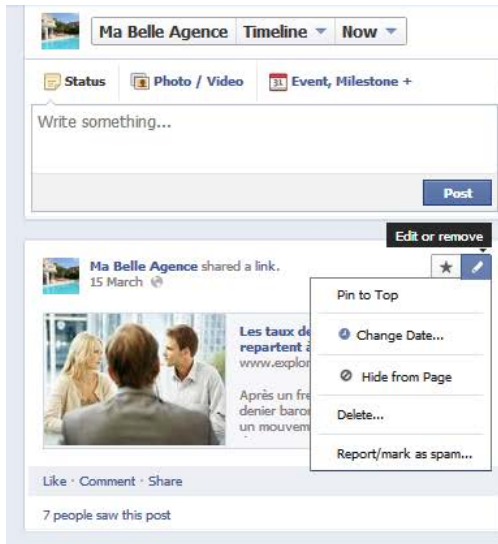 Ma Belle Agence Timeline Now
Status Photo / Video 31 Event, Milestone +
Write something...
Post
Edit or remove
Ma Belle Agence shared a link.
15 March
Pin to Top
Change Date...
Hide from Page
Delete...
Report/mark as spam...
Les taux de
repartent à
www.explor
Après un fre
denier baro
un mouvem
Like · Comment · Share
7 people saw this post